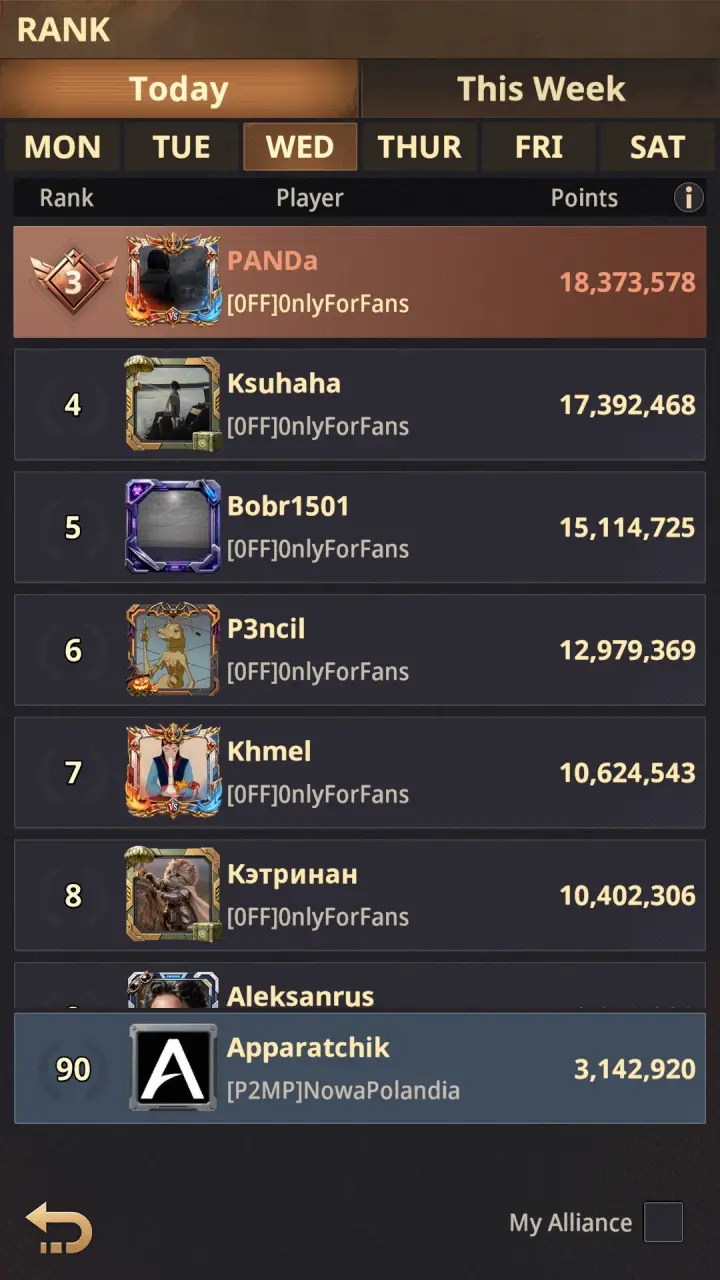 RANK
Today
This Week
MON TUE WED THUR FRI SAT
Rank Player Points i
3 PANDa 18,373,578
[0FF]0nlyForFans
4 Ksuhaha 17,392,468
[0FF]0nlyForFans
5 Bobr1501 15,114,725
[0FF]0nlyForFans
6 P3ncil 12,979,369
[0FF]0nlyForFans
7 Khmel 10,624,543
[0FF]0nlyForFans
8 Кэтринан 10,402,306
[0FF]0nlyForFans
Aleksanrus
90 Apparatchik 3,142,920
[P2MP]NowaPolandia
My Alliance